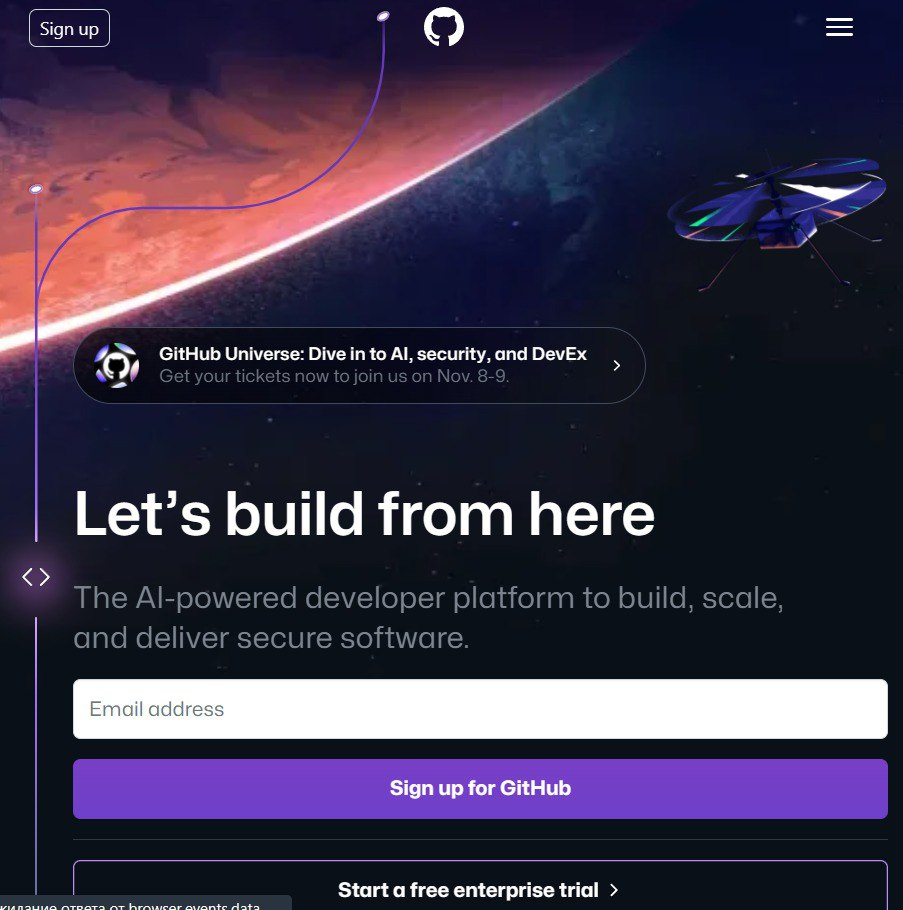 Sign up
GitHub Universe: Dive in to AI, security, and DevEx
Get your tickets now to join us on Nov. 8-9.
Let’s build from here
The AI-powered developer platform to build, scale,
and deliver secure software.
Email address
Sign up for GitHub
Start a free enterprise trial
ответа от browser.events.data